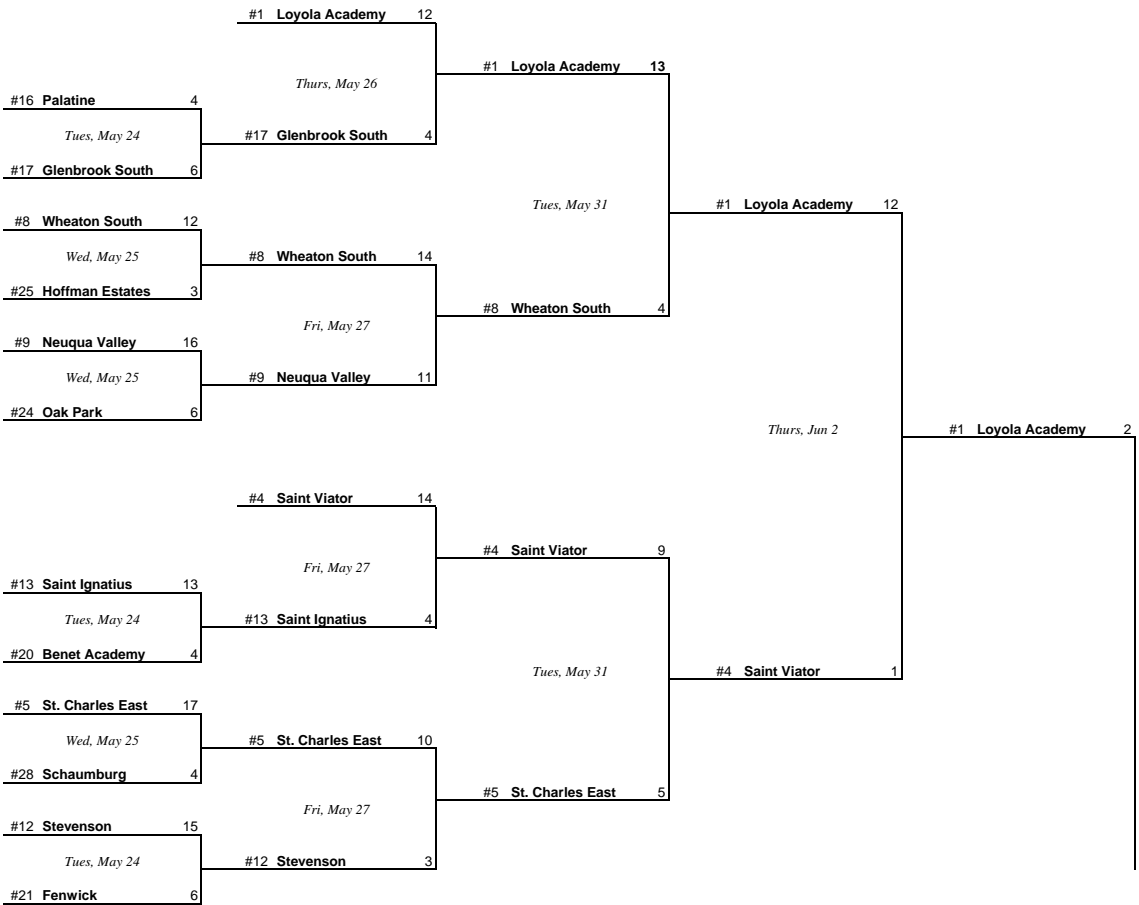 #1 Loyola Academy 12
#1 Loyola Academy 13
Thurs, May 26
#16 Palatine 4
Tues, May 24
#17 Glenbrook South 4
#17 Glenbrook South 6
Tues, May 31
#1 Loyola Academy 12
#8 Wheaton South 12
Wed, May 25
#8 Wheaton South 14
#25 Hoffman Estates 3
#8 Wheaton South 4
Fri, May 27
#9 Neuqua Valley 16
Wed, May 25
#9 Neuqua Valley 11
#24 Oak Park 6
Thurs, Jun 2
#1 Loyola Academy 2
#4 Saint Viator 14
#4 Saint Viator 9
Fri, May 27
#13 Saint Ignatius 13
Tues, May 24
#13 Saint Ignatius 4
#20 Benet Academy 4
Tues, May 31
#4 Saint Viator 1
#5 St. Charles East 17
Wed, May 25
#5 St. Charles East 10
#28 Schaumburg 4
#5 St. Charles East 5
Fri, May 27
#12 Stevenson 15
Tues, May 24
#12 Stevenson 3
#21 Fenwick 6